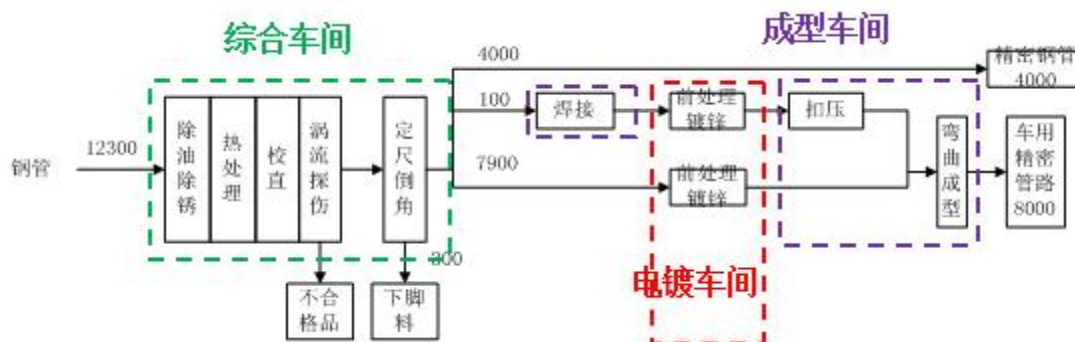 综合车间
成型车间
4000
精密钢管
4000
100
焊接
前处理
镀锌
扣压
12300
钢管
除油除锈
热处理
校直
涡流探伤
定尺倒角
7900
前处理
镀锌
弯曲成型
车用
精密
管路
8000
300
不合
格品
下脚
料
电镀车间